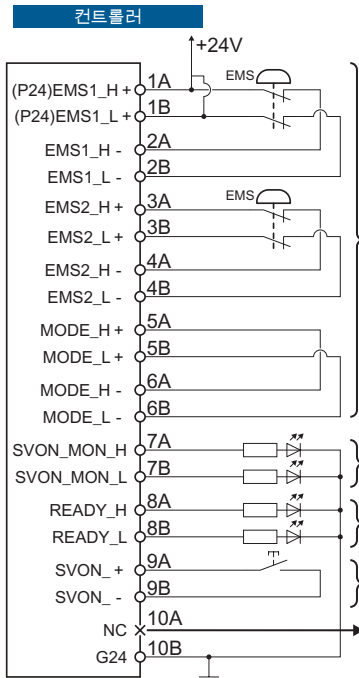 컨트롤러
+24V
(P24)EMS1_H + 1A EMS
(P24)EMS1_L + 1B
EMS1_H - 2A
EMS1_L - 2B
EMS2_H + 3A EMS
EMS2_L + 3B
EMS2_H - 4A
EMS2_L - 4B
MODE_H + 5A
MODE_L + 5B
MODE_H - 6A
MODE_L - 6B
SVON_MON_H 7A
SVON_MON_L 7B
READY_H 8A
READY_L 8B
SVON_ + 9A
SVON_ - 9B
NC 10A
G24 10B